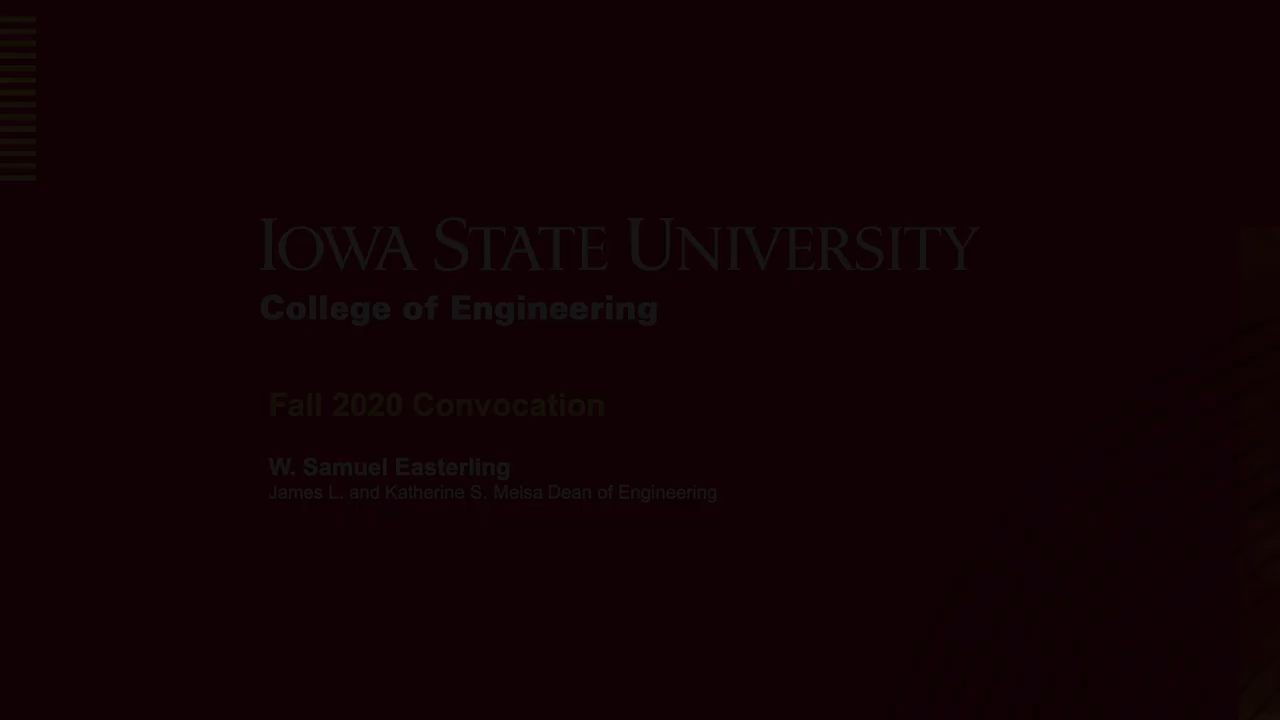 IOWA STATE UNIVERSITY
College of Engineering
Fall 2020 Convocation
W. Samuel Easterling
James L. and Katherine S. Melsa Dean of Engineering